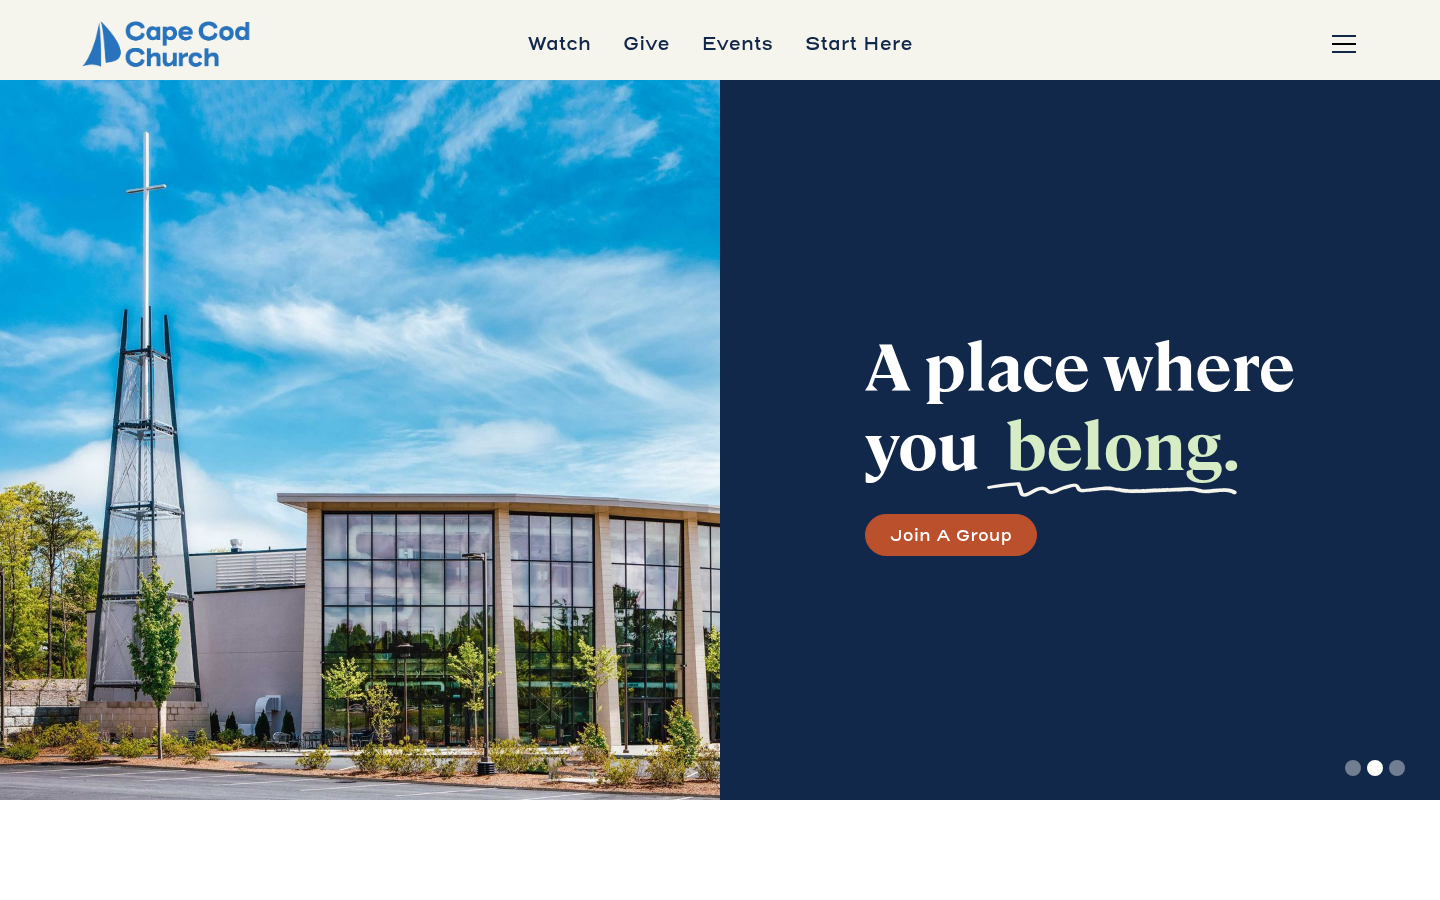 Cape Cod
Church
Watch
Give
Events
Start Here
A place where
you belong.
Join A Group